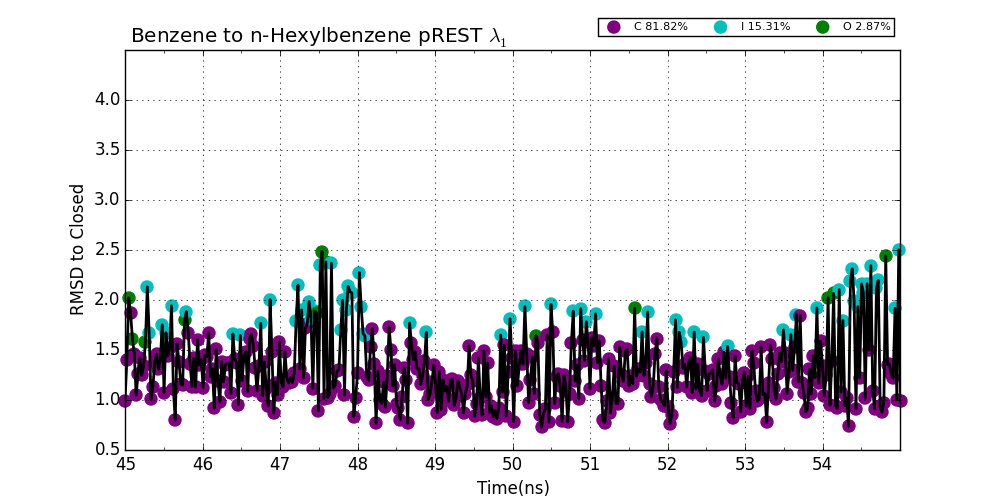 Benzene to n-Hexylbenzene pREST λ₁
C 81.82% I 15.31% O 2.87%
RMSD to Closed
4.0
3.5
3.0
2.5
2.0
1.5
1.0
0.5
45 46 47 48 49 50 51 52 53 54
Time(ns)